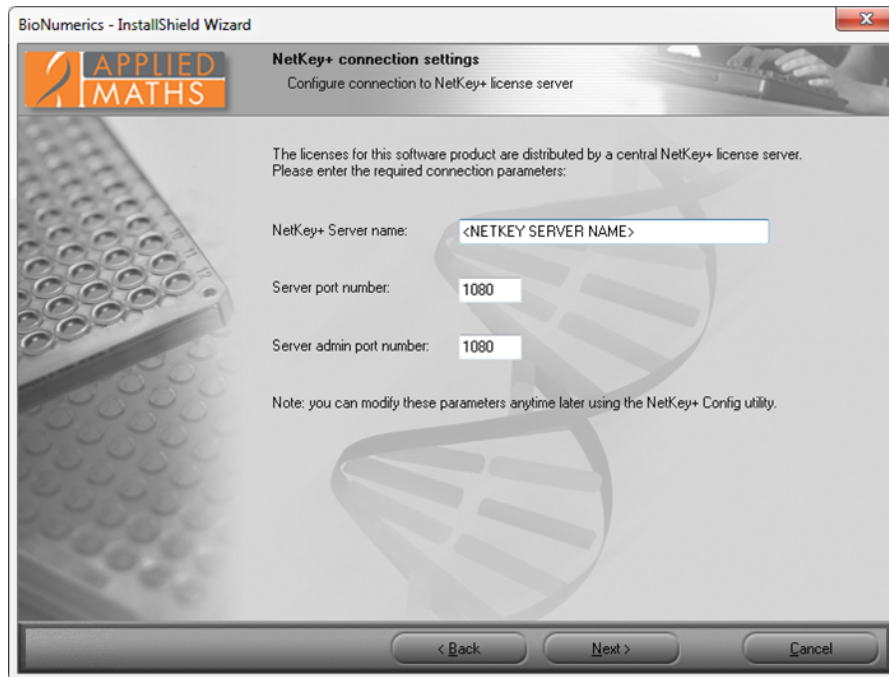 BioNumerics - InstallShield Wizard
APPLIED
MATHS
NetKey+ connection settings
Configure connection to NetKey+ license server
The licenses for this software product are distributed by a central NetKey+ license server.
Please enter the required connection parameters:
NetKey+ Server name: <NETKEY SERVER NAME>
Server port number: 1080
Server admin port number: 1080
Note: you can modify these parameters anytime later using the NetKey+ Config utility.
< Back Next > Cancel